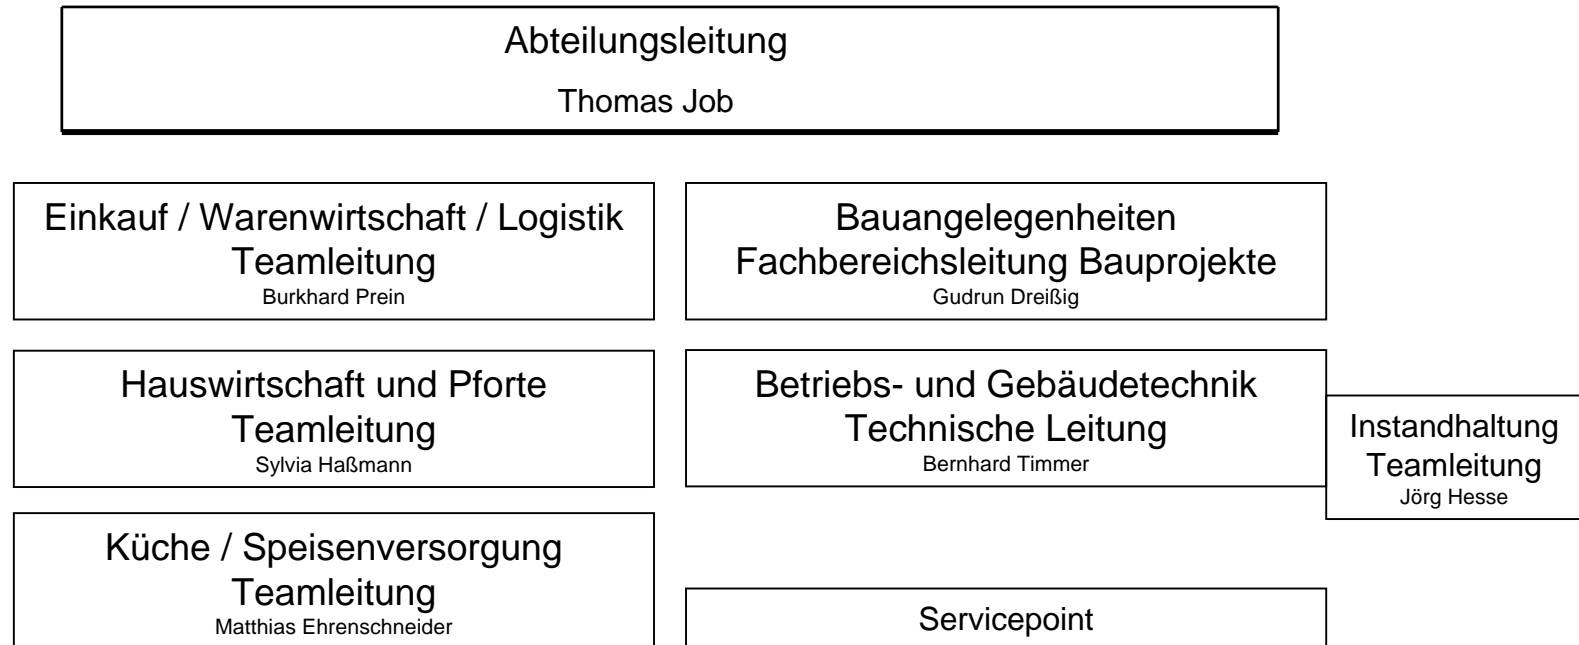 Abteilungsleitung
Thomas Job
Einkauf / Warenwirtschaft / Logistik
Teamleitung
Burkhard Prein
Bauangelegenheiten
Fachbereichsleitung Bauprojekte
Gudrun Dreißig
Hauswirtschaft und Pforte
Teamleitung
Sylvia Haßmann
Betriebs- und Gebäudetechnik
Technische Leitung
Bernhard Timmer
Instandhaltung
Teamleitung
Jörg Hesse
Küche / Speisenversorgung
Teamleitung
Matthias Ehrenschneider
Servicepoint